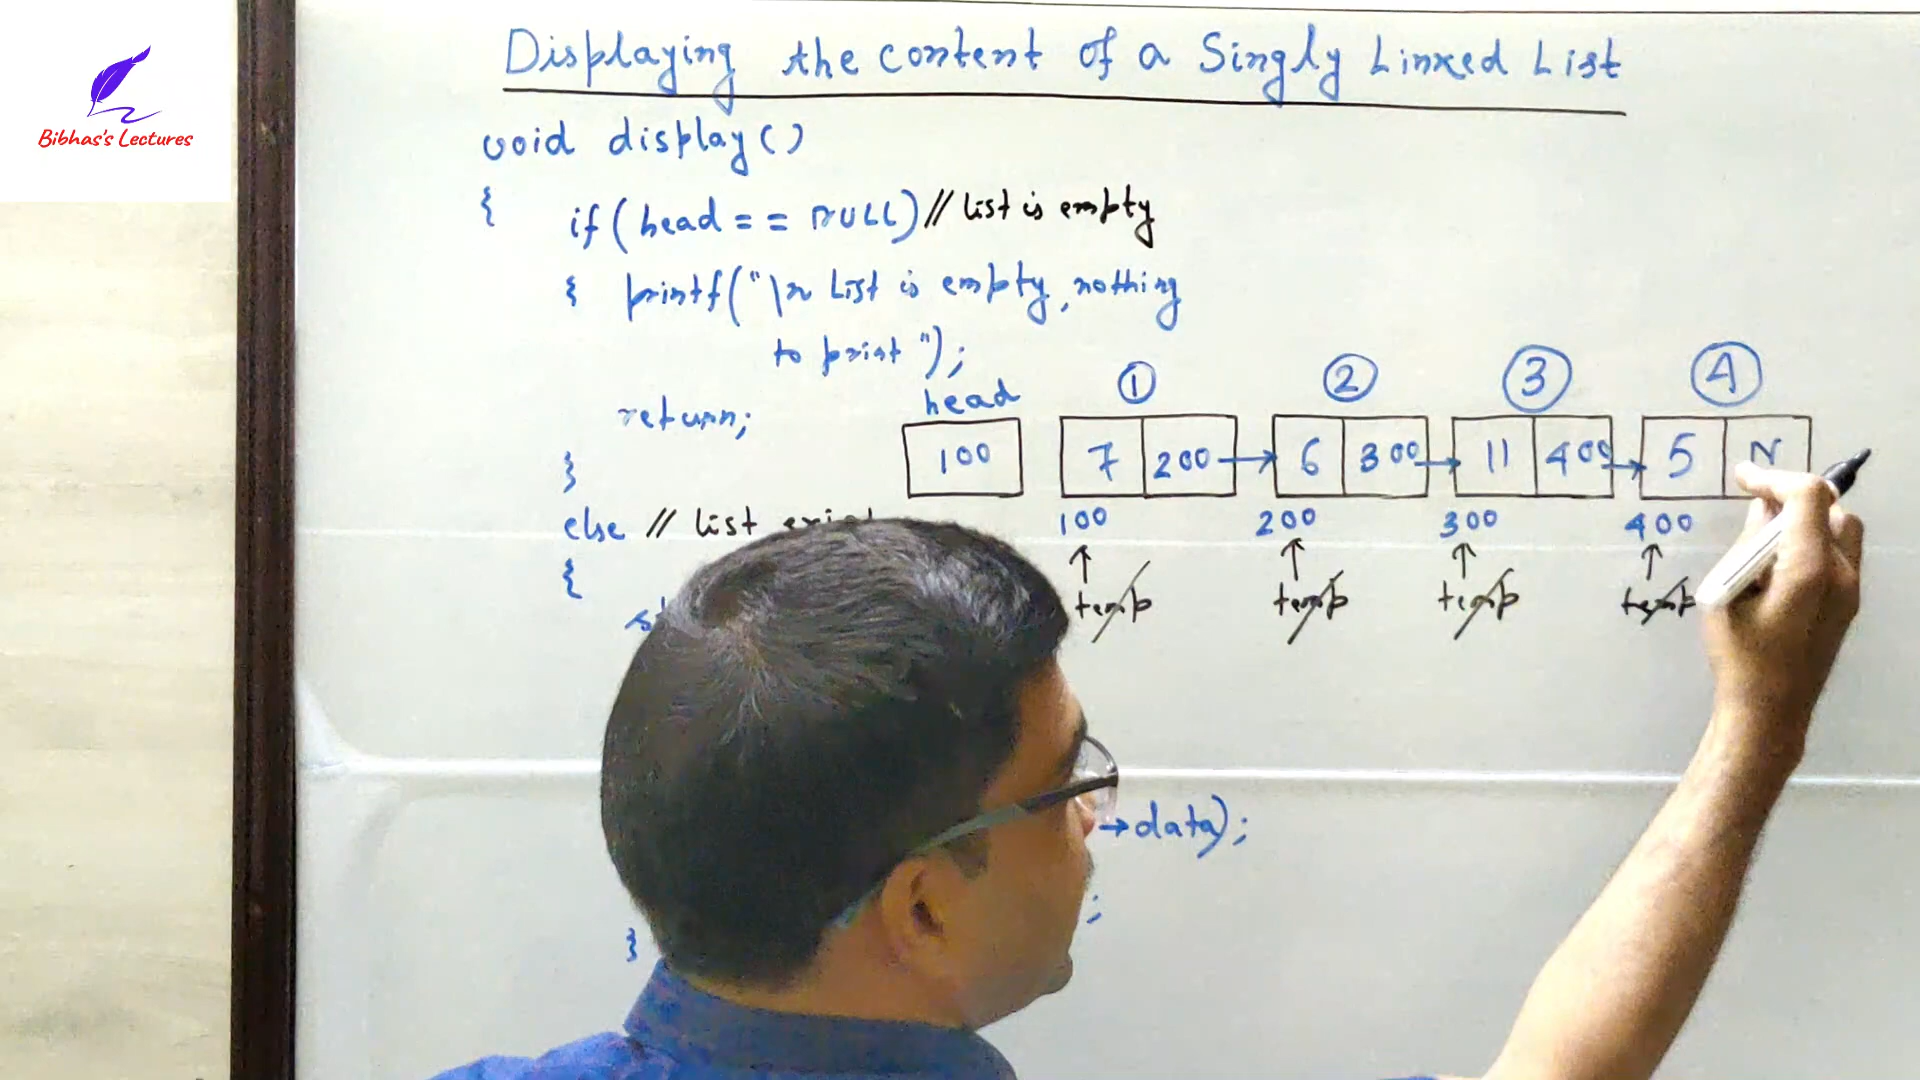 Bibhas's Lectures
Displaying the content of a Singly Linked List
void display()
{ if (head == NULL) // list is empty
{ printf("\n List is empty, nothing
to print");
return;
}
else // list exist
{
head
100
① ② ③ ④
7 200 6 300 11 400 5 N
100 200 300 400
temp temp temp temp
→data);
;
}